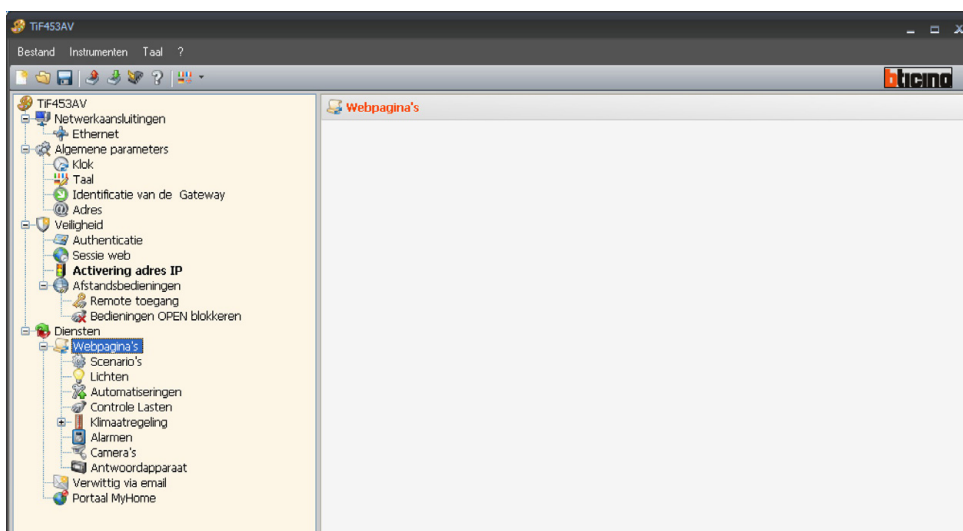 TiF453AV
Bestand Instrumenten Taal ?
bticino
TiF453AV
Webpagina's
Netwerkaansluitingen
Ethernet
Algemene parameters
Klok
Taal
Identificatie van de Gateway
Adres
Veiligheid
Authenticatie
Sessie web
Activering adres IP
Afstandsbedieningen
Remote toegang
Bedieningen OPEN blokkeren
Diensten
Webpagina's
Scenario's
Lichten
Automatiseringen
Controle Lasten
Klimaatregeling
Alarmen
Camera's
Antwoordapparaat
Verwittig via email
Portaal MyHome